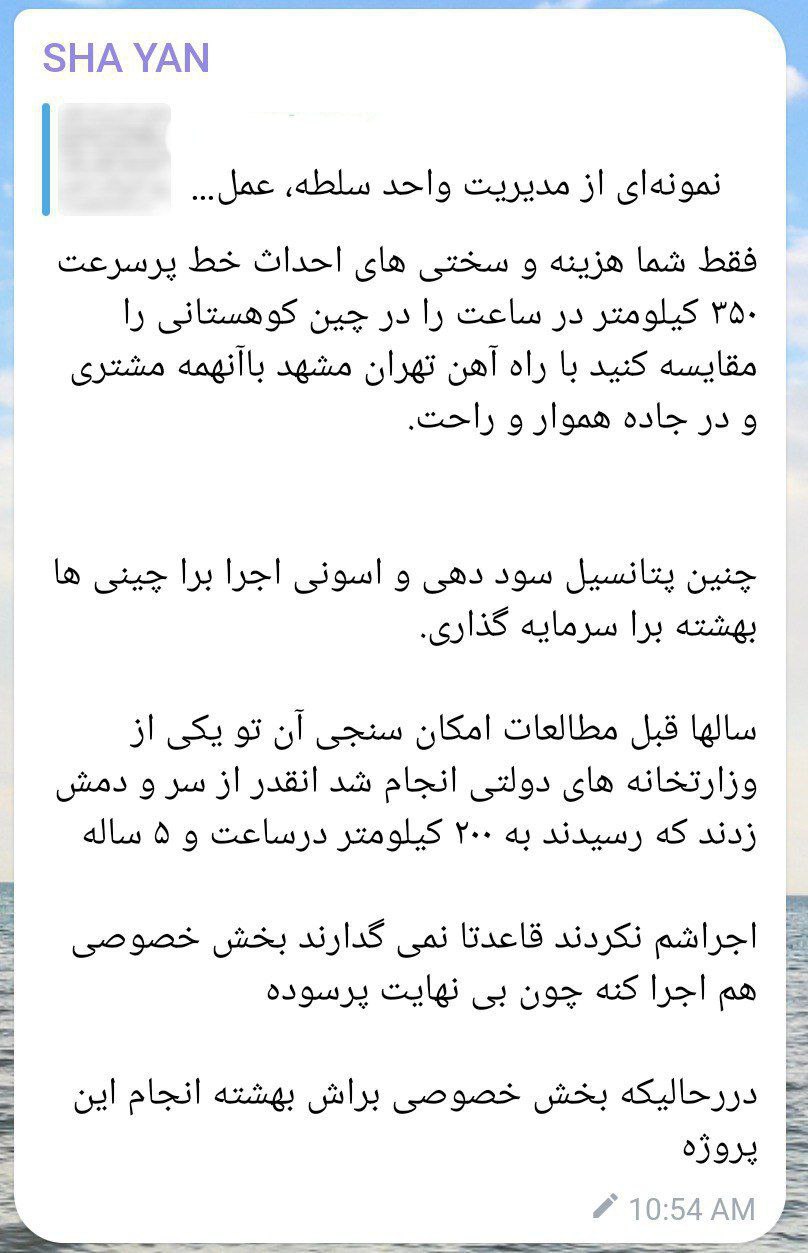 SHA YAN
نمونه‌ای از مدیریت واحد سلطه، عمل...
فقط شما هزینه و سختی های احداث خط پرسرعت
۳۵۰ کیلومتر در ساعت را در چین کوهستانی را
مقایسه کنید با راه آهن تهران مشهد باآنهمه مشتری
و در جاده هموار و راحت.
چنین پتانسیل سود دهی و اسونی اجرا برا چینی ها
بهشته برا سرمایه گذاری.
سالها قبل مطالعات امکان سنجی آن تو یکی از
وزارتخانه های دولتی انجام شد انقدر از سر و دمش
زدند که رسیدند به ۲۰۰ کیلومتر درساعت و ۵ ساله
اجراشم نکردند قاعدتا نمی گدارند بخش خصوصی
هم اجرا کنه چون بی نهایت پرسوده
دررحالیکه بخش خصوصی براش بهشته انجام این
پروژه
10:54 AM